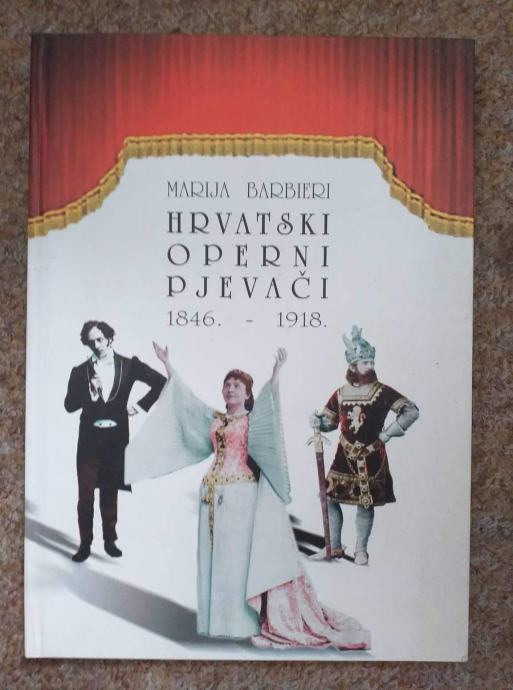 MARIJA BARBIERI
HRVATSKI
OPERNI
PJEVAČI
1846. - 1918.